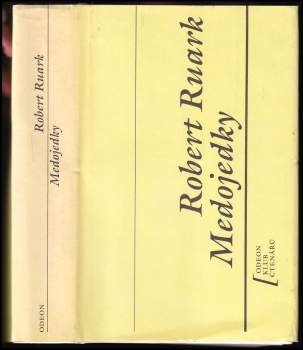 Robert Ruark
Medojedky
ODEON
Robert Ruark
Medojedky
ODEON
KLUB
ČTENÁŘŮ